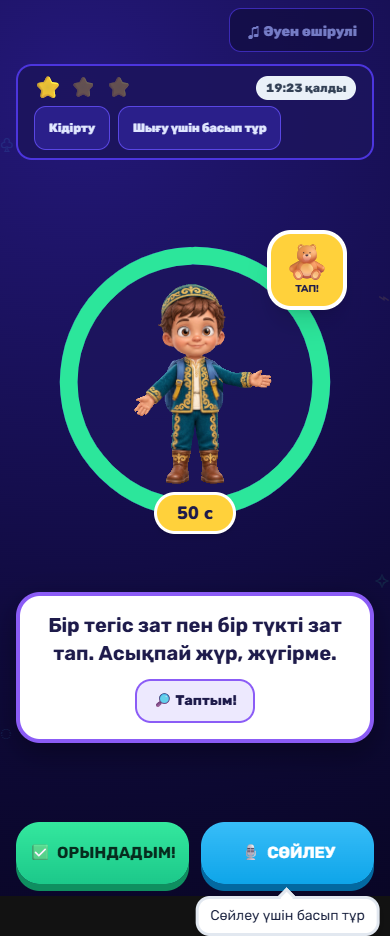 Әуен өшірулі
19:23 қалды
Кідірту
Шығу үшін басып тұр
ТАП!
50 с
Бір тегіс зат пен бір түкті зат
тап. Асықпай жүр, жүгірме.
Таптым!
ОРЫНДАДЫМ!
СӨЙЛЕУ
Сөйлеу үшін басып тұр